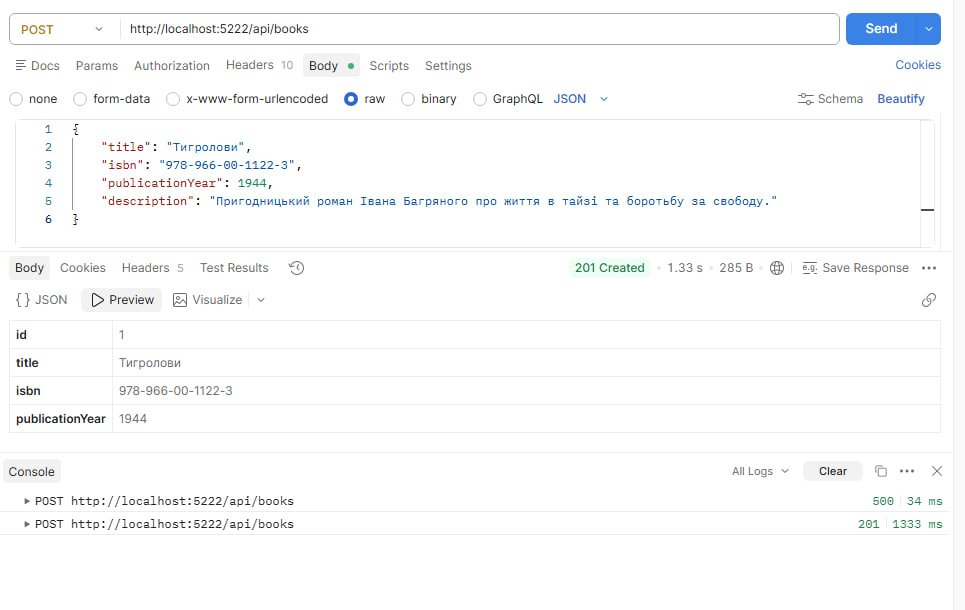 POST http://localhost:5222/api/books Send
Docs Params Authorization Headers 10 Body Scripts Settings Cookies
none form-data x-www-form-urlencoded raw binary GraphQL JSON Schema Beautify
1 {
2 "title": "Тигролови",
3 "isbn": "978-966-00-1122-3",
4 "publicationYear": 1944,
5 "description": "Пригодницький роман Івана Багряного про життя в тайзі та боротьбу за свободу."
6 }
Body Cookies Headers 5 Test Results 201 Created 1.33 s 285 B e.g. Save Response
{} JSON Preview Visualize
id 1
title Тигролови
isbn 978-966-00-1122-3
publicationYear 1944
Console All Logs Clear
POST http://localhost:5222/api/books 500 34 ms
POST http://localhost:5222/api/books 201 1333 ms